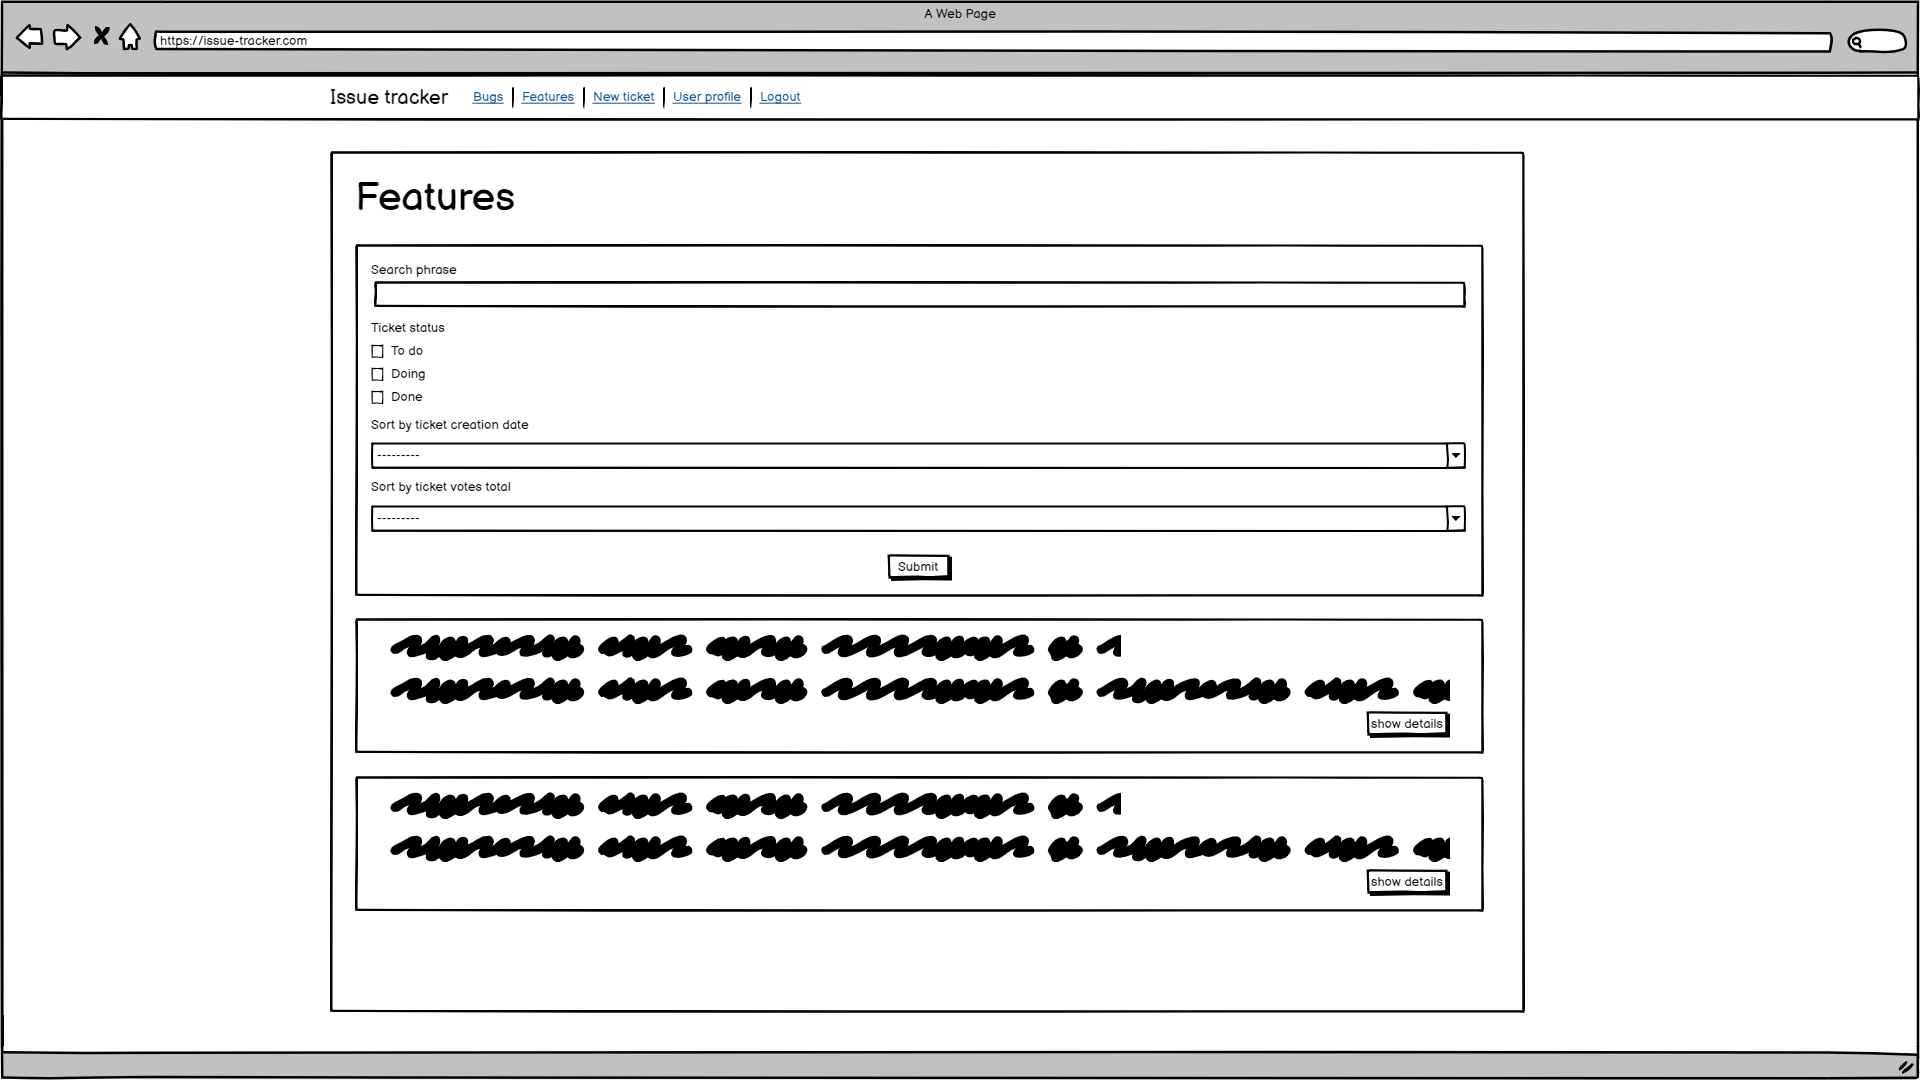 A Web Page
https://issue-tracker.com
Issue tracker Bugs Features New ticket User profile Logout
Features
Search phrase
Ticket status
To do
Doing
Done
Sort by ticket creation date
---------
Sort by ticket votes total
---------
Submit
show details
show details